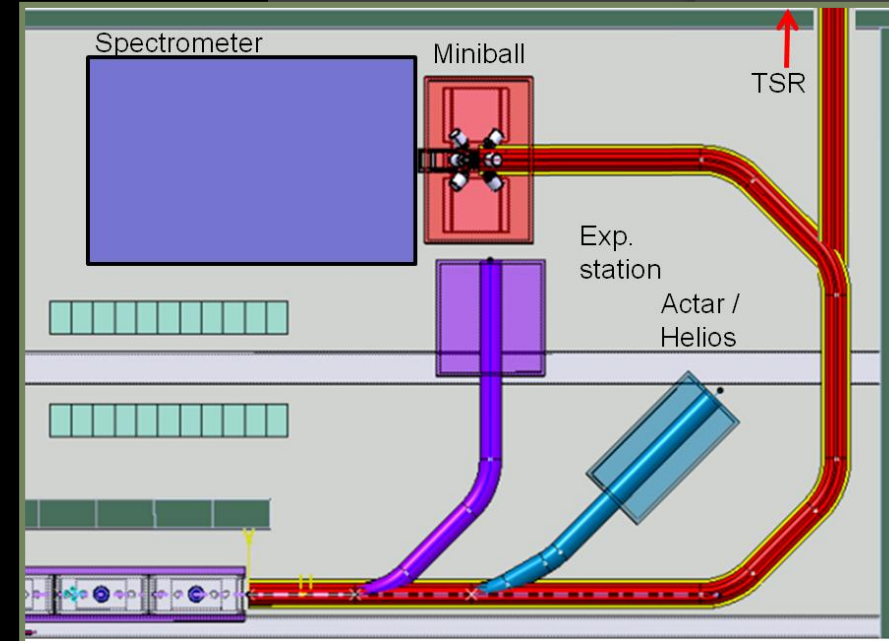 Spectrometer
Miniball
TSR
Exp.
station
Actar /
Helios